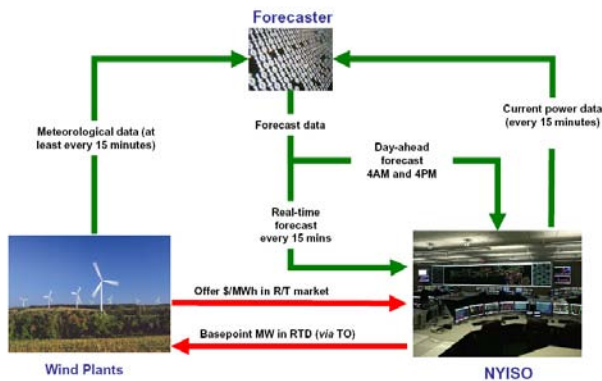 Forecaster
Meteorological data (at
least every 15 minutes)
Forecast data
Current power data
(every 15 minutes)
Day-ahead
forecast
4AM and 4PM
Real-time
forecast
every 15 mins
Offer $/MWh in R/T market
Basepoint MW in RTD (via TO)
Wind Plants
NYISO